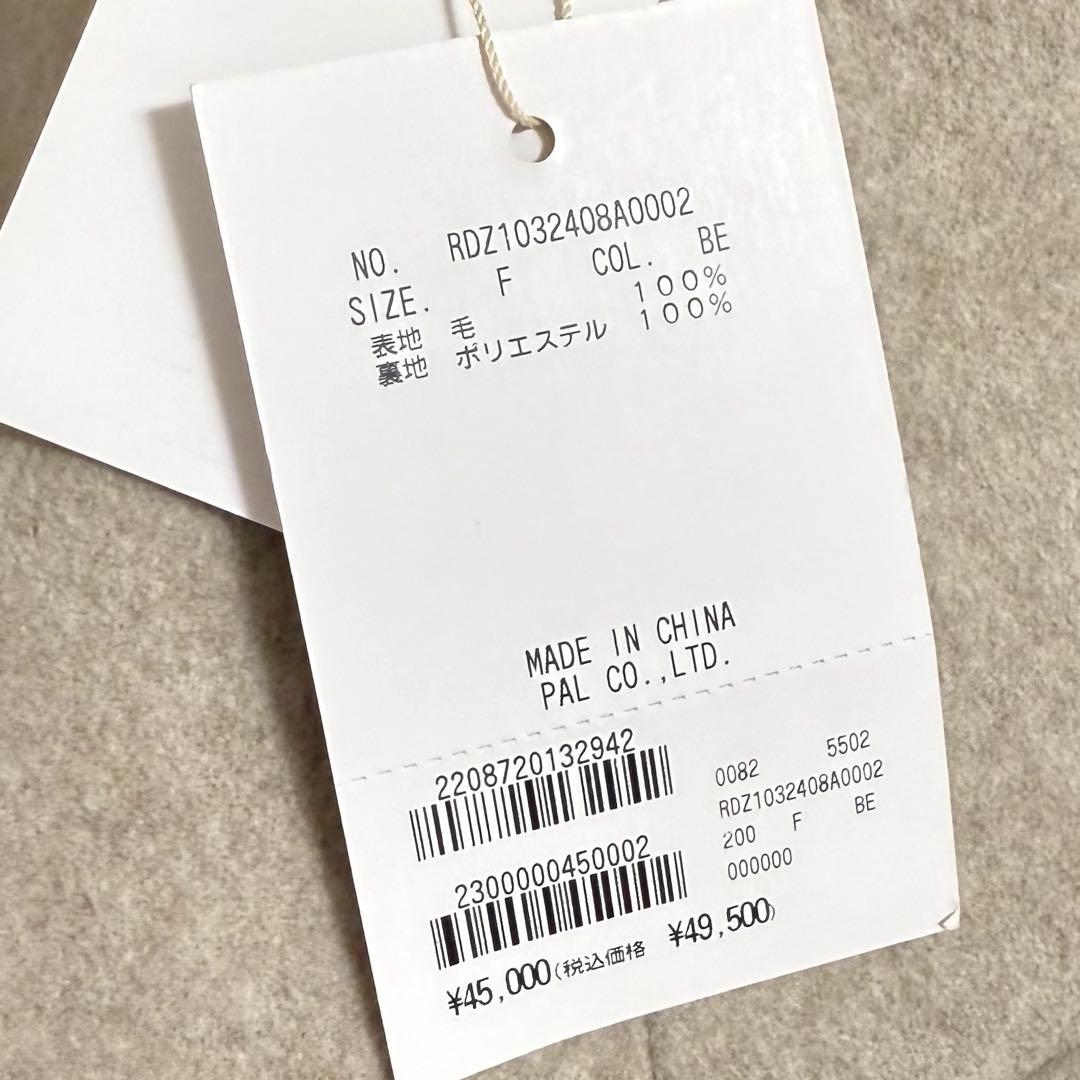 NO. RDZ1032408A0002
SIZE. F COL. BE
表地 毛 100%
裏地 ポリエステル 100%
MADE IN CHINA
PAL CO.,LTD.
2208720132942
0082 5502
RDZ1032408A0002
200 F BE
000000
2300000450002
¥45,000(税込価格 ¥49,500)